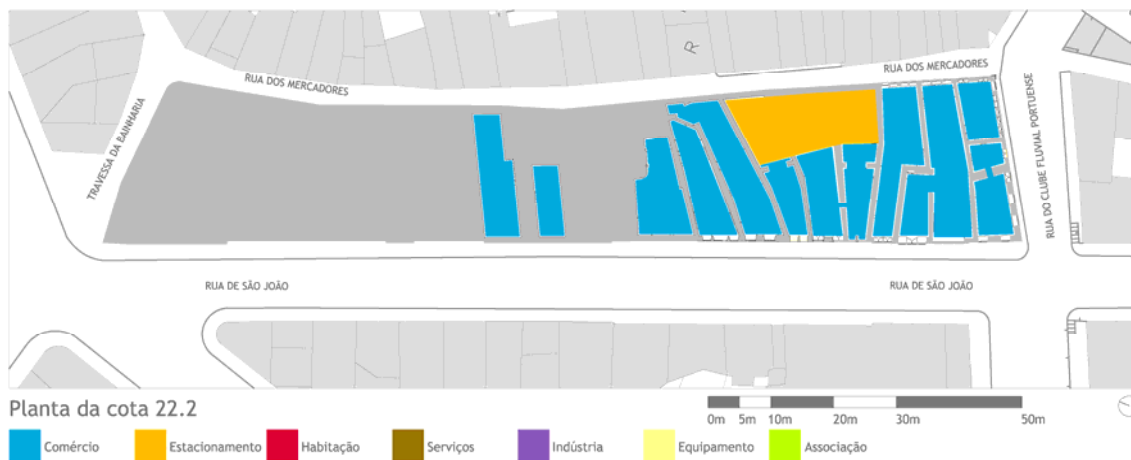 R
RUA DOS MERCADORES
RUA DOS MERCADORES
TRAVESSA DA BAINHARIA
RUA DO CLUBE FLUVIAL PORTUENSE
RUA DE SÃO JOÃO
RUA DE SÃO JOÃO
Planta da cota 22.2
0m 5m 10m 20m 30m 50m
Comércio Estacionamento Habitação Serviços Indústria Equipamento Associação